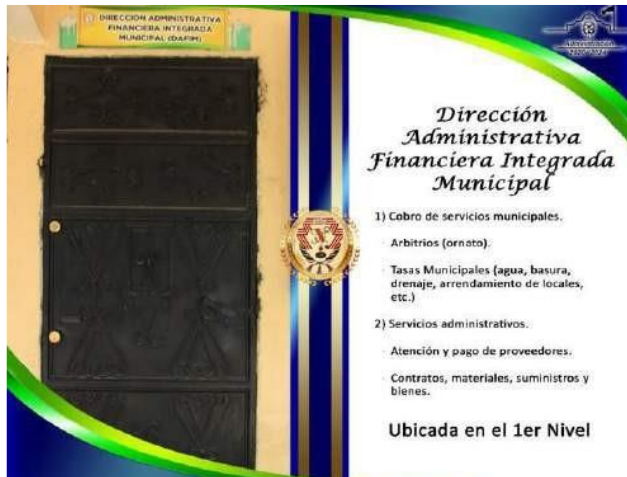 DIRECCIÓN ADMINISTRATIVA
FINANCIERA INTEGRADA
MUNICIPAL (DAFIM)
Dirección
Administrativa
Financiera Integrada
Municipal
1) Cobro de servicios municipales.
Arbitrios (ornato).
Tasas Municipales (agua, basura,
drenaje, arrendamiento de locales,
etc.)
2) Servicios administrativos.
Atención y pago de proveedores.
Contratos, materiales, suministros y
bienes.
Ubicada en el 1er Nivel